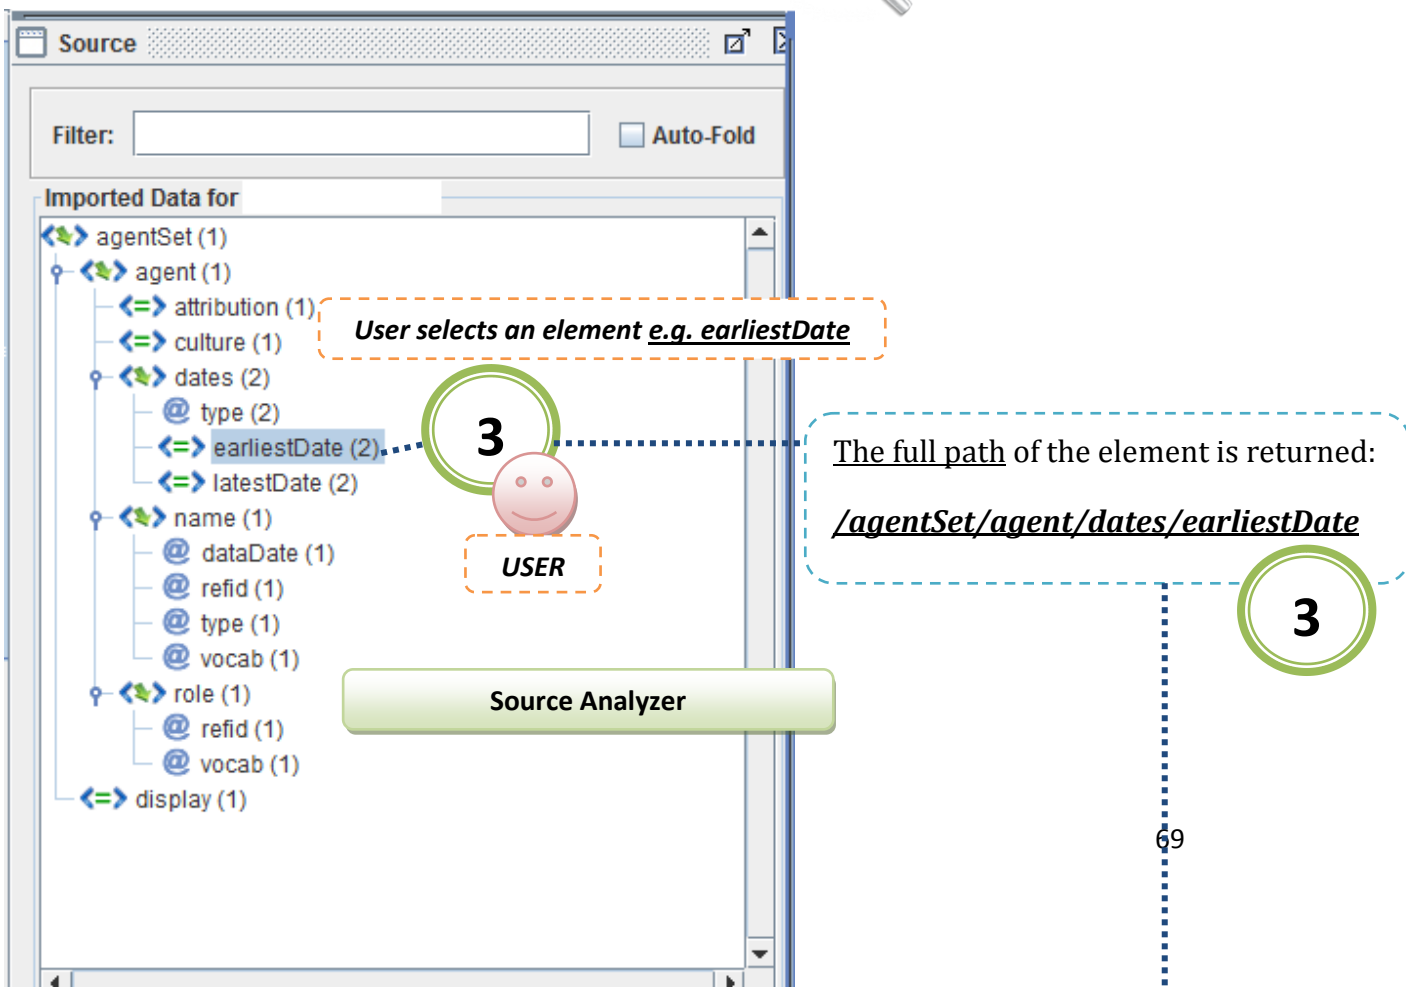 Source
Filter:
Auto-Fold
Imported Data for
agentSet (1)
agent (1)
attribution (1)
culture (1)
dates (2)
@ type (2)
earliestDate (2)
latestDate (2)
name (1)
@ dataDate (1)
@ refid (1)
@ type (1)
@ vocab (1)
role (1)
@ refid (1)
@ vocab (1)
display (1)
User selects an element e.g. earliestDate
3
USER
Source Analyzer
The full path of the element is returned:
/agentSet/agent/dates/earliestDate
3
69